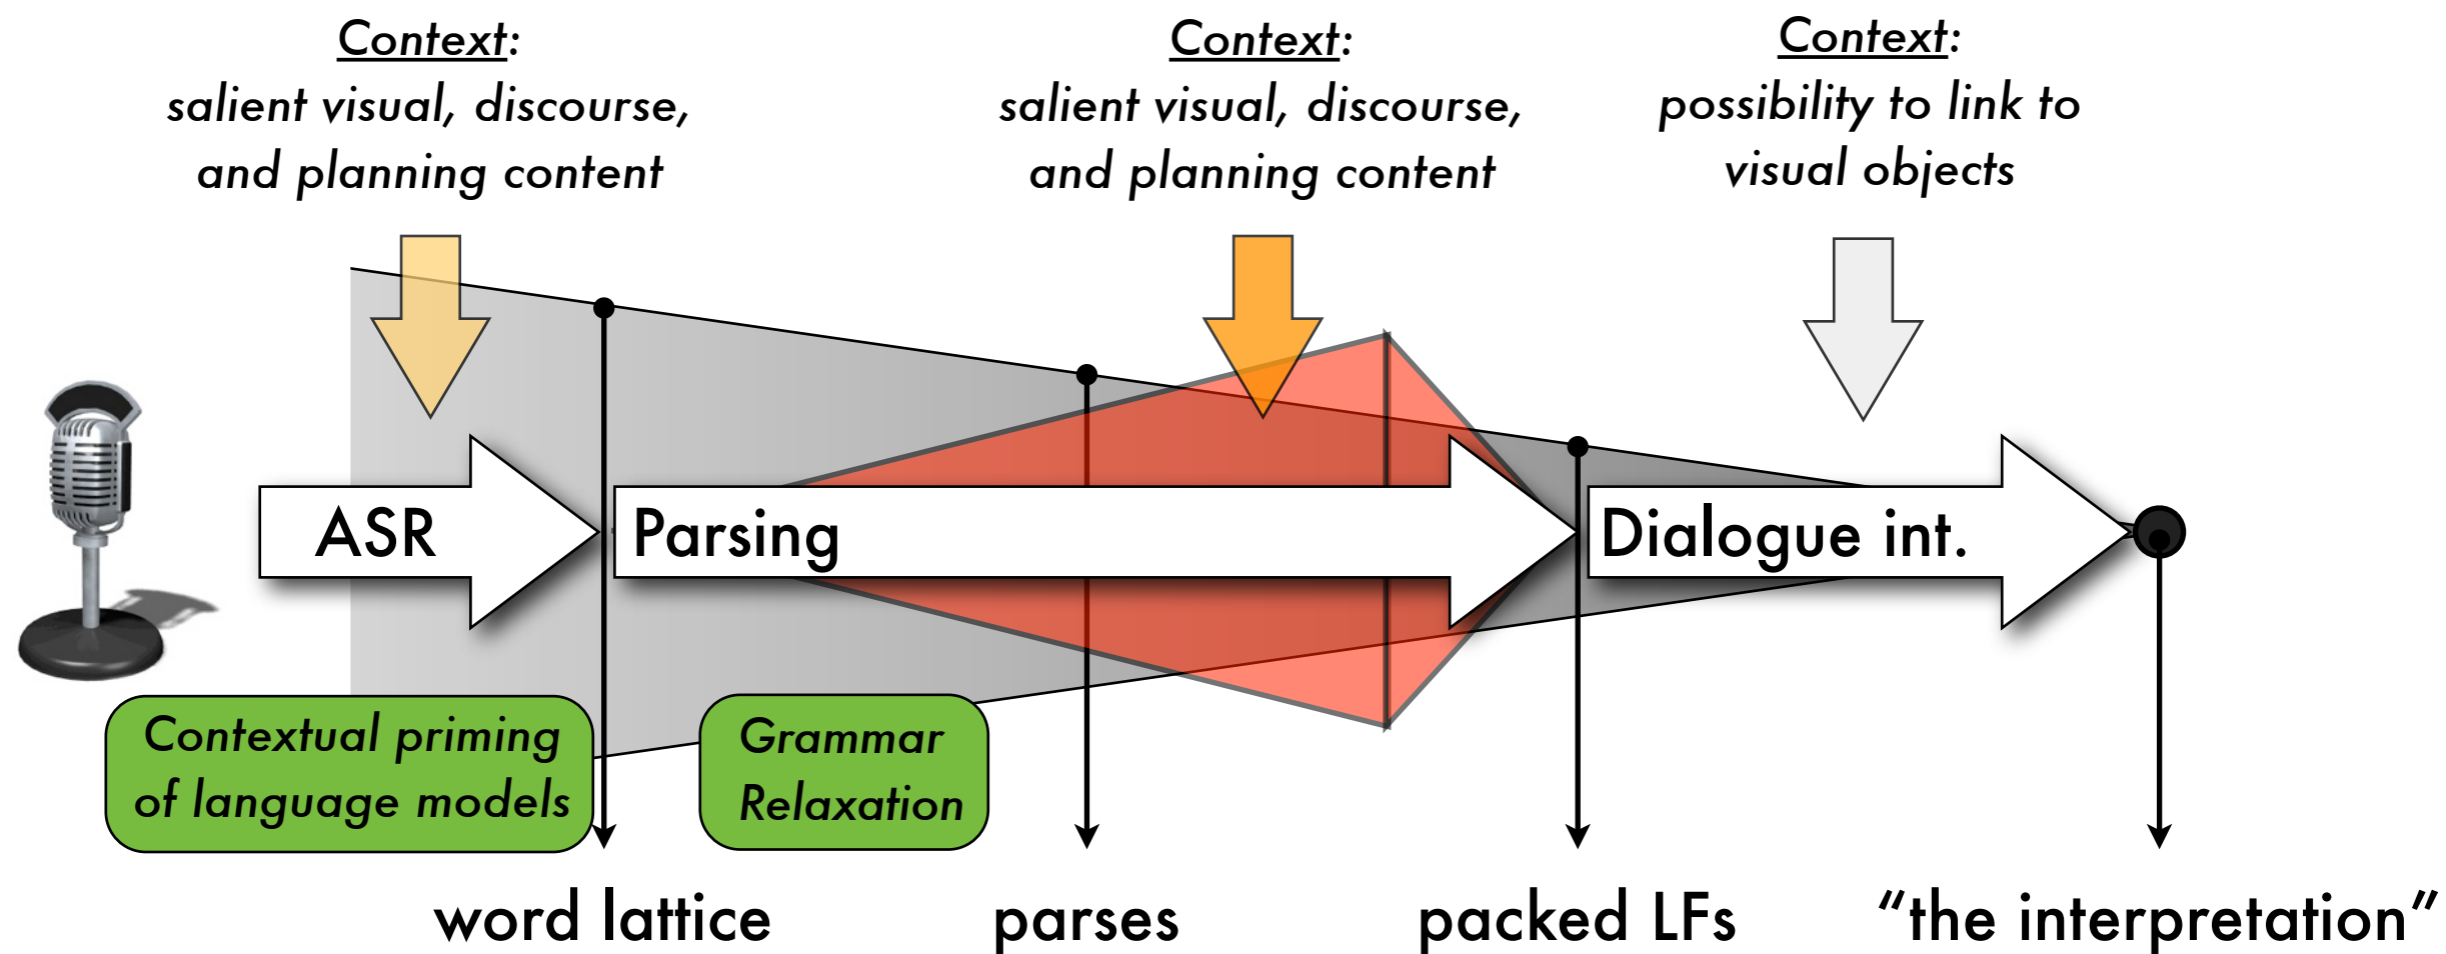 Context:
salient visual, discourse,
and planning content
Context:
salient visual, discourse,
and planning content
Context:
possibility to link to
visual objects
ASR
Parsing
Dialogue int.
Contextual priming
of language models
Grammar
Relaxation
word lattice
parses
packed LFs
“the interpretation”